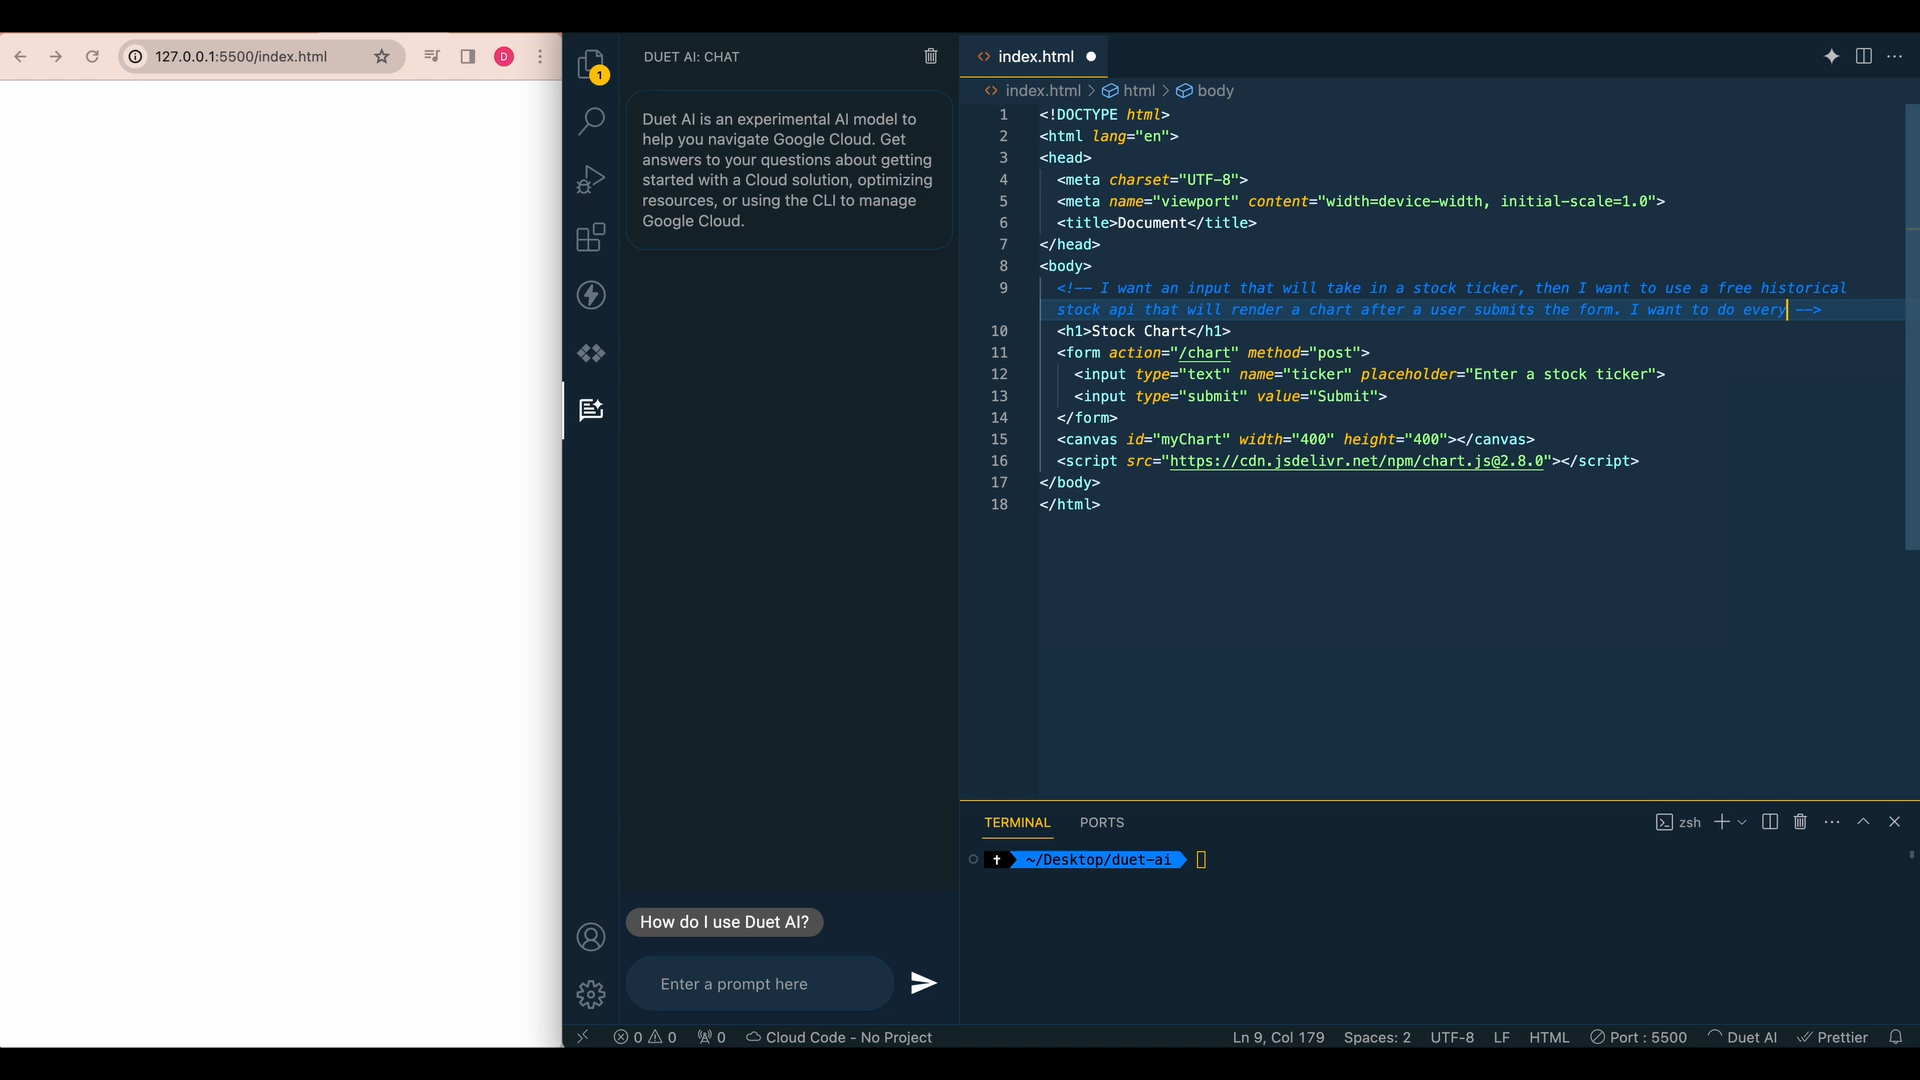 127.0.0.1:5500/index.html
D
1
DUET AI: CHAT
Duet AI is an experimental AI model to
help you navigate Google Cloud. Get
answers to your questions about getting
started with a Cloud solution, optimizing
resources, or using the CLI to manage
Google Cloud.
How do I use Duet AI?
Enter a prompt here
index.html
index.html > html > body
1 <!DOCTYPE html>
2 <html lang="en">
3 <head>
4 <meta charset="UTF-8">
5 <meta name="viewport" content="width=device-width, initial-scale=1.0">
6 <title>Document</title>
7 </head>
8 <body>
9 <!-- I want an input that will take in a stock ticker, then I want to use a free historical
stock api that will render a chart after a user submits the form. I want to do every -->
10 <h1>Stock Chart</h1>
11 <form action="/chart" method="post">
12 <input type="text" name="ticker" placeholder="Enter a stock ticker">
13 <input type="submit" value="Submit">
14 </form>
15 <canvas id="myChart" width="400" height="400"></canvas>
16 <script src="https://cdn.jsdelivr.net/npm/chart.js@2.8.0"></script>
17 </body>
18 </html>
TERMINAL PORTS zsh
~/Desktop/duet-ai
0 0 0 Cloud Code - No Project Ln 9, Col 179 Spaces: 2 UTF-8 LF HTML Port : 5500 Duet AI Prettier